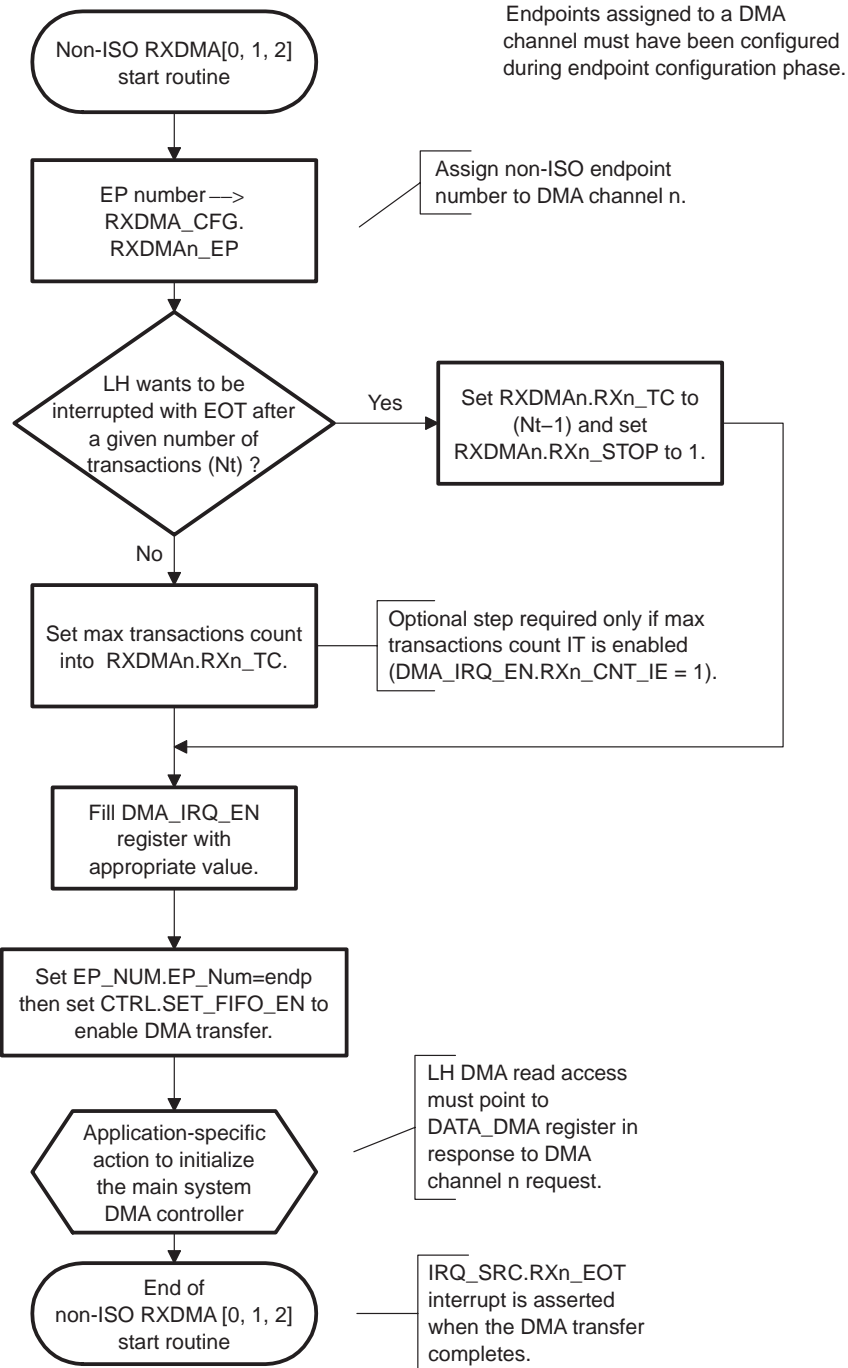 Endpoints assigned to a DMA
channel must have been configured
during endpoint configuration phase.
Non-ISO RXDMA[0, 1, 2]
start routine
EP number −−>
RXDMA_CFG.
RXDMAn_EP
Assign non-ISO endpoint
number to DMA channel n.
LH wants to be
interrupted with EOT after
a given number of
transactions (Nt) ?
Yes
Set RXDMAn.RXn_TC to
(Nt−1) and set
RXDMAn.RXn_STOP to 1.
No
Set max transactions count
into RXDMAn.RXn_TC.
Optional step required only if max
transactions count IT is enabled
(DMA_IRQ_EN.RXn_CNT_IE = 1).
Fill DMA_IRQ_EN
register with
appropriate value.
Set EP_NUM.EP_Num=endp
then set CTRL.SET_FIFO_EN to
enable DMA transfer.
Application-specific
action to initialize
the main system
DMA controller
LH DMA read access
must point to
DATA_DMA register in
response to DMA
channel n request.
End of
non-ISO RXDMA [0, 1, 2]
start routine
IRQ_SRC.RXn_EOT
interrupt is asserted
when the DMA transfer
completes.